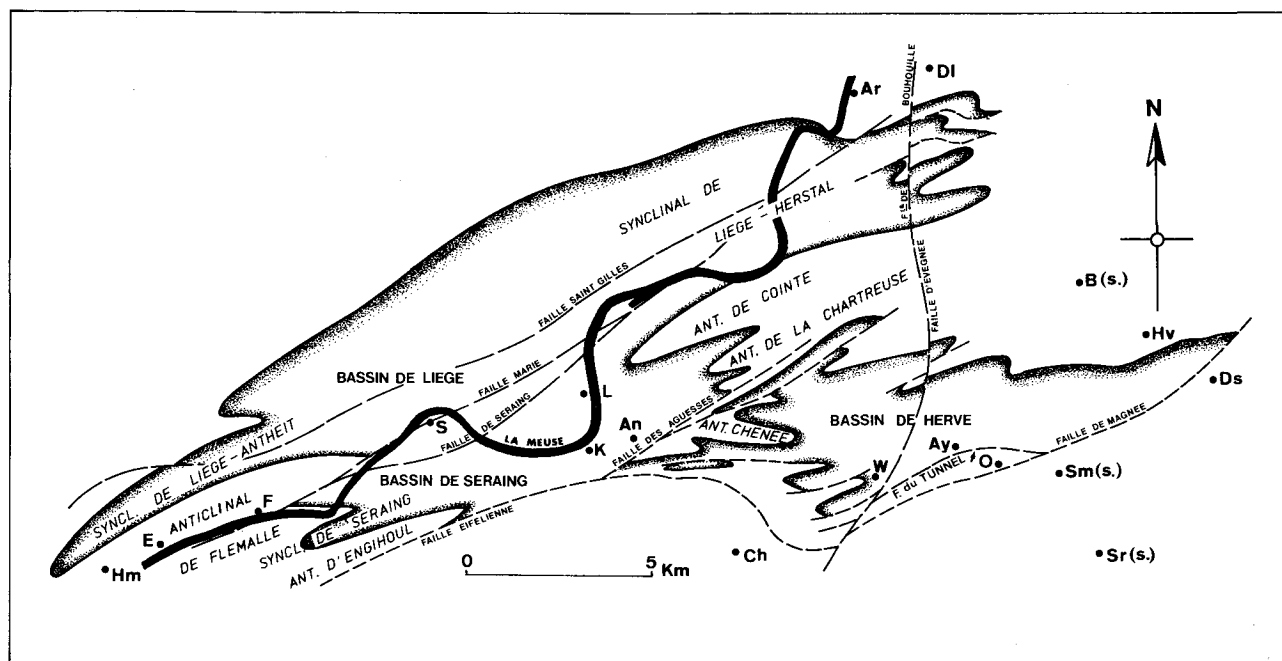 Dl
Ar
BOUHOUILLE
N
SYNCLINAL DE
LIEGE - HERSTAL
Flle DE
FAILLE SAINT GILLES
B (s.)
FAILLE D'EVEGNEE
ANT. DE COINTE
ANT. DE LA CHARTREUSE
Hv
BASSIN DE LIEGE
FAILLE MARIE
Ds
L
FAILLE DE SERAING
S
BASSIN DE HERVE
An
ANT. CHENEE
FAILLE DES AGUESSES
LA MEUSE
K
FAILLE DE MAGNEE
Ay
O
Sm (s.)
W
F. du TUNNEL
SYNCL. DE LIEGE - ANTHEIT
BASSIN DE SERAING
F
ANTICLINAL
DE FLEMALLE
E
SYNCL. DE SERAING
ANT. D'ENGIHOUL
FAILLE EIFELIENNE
Ch
Sr (s.)
Hm
0 5
Km